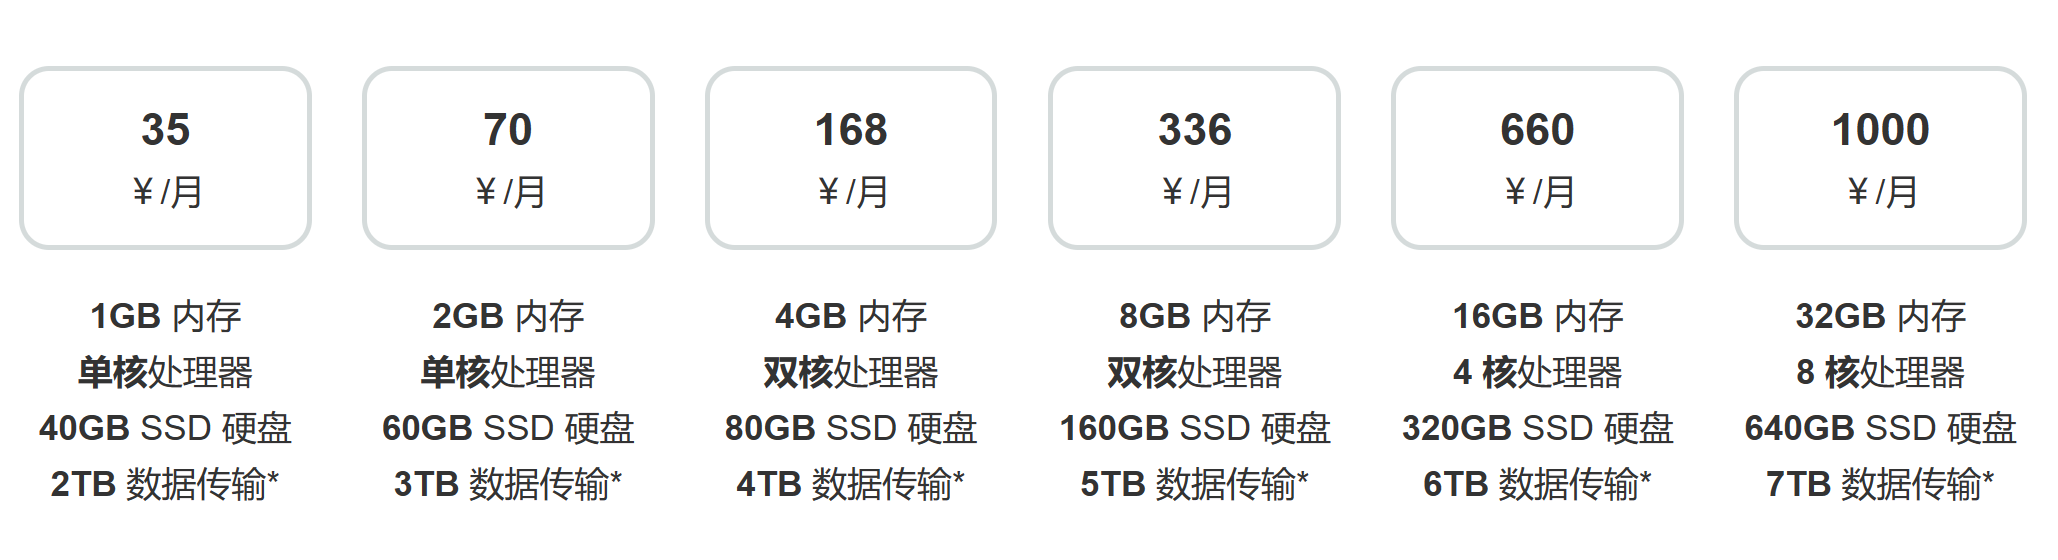 35
¥/月
1GB 内存
单核处理器
40GB SSD 硬盘
2TB 数据传输*
70
¥/月
2GB 内存
单核处理器
60GB SSD 硬盘
3TB 数据传输*
168
¥/月
4GB 内存
双核处理器
80GB SSD 硬盘
4TB 数据传输*
336
¥/月
8GB 内存
双核处理器
160GB SSD 硬盘
5TB 数据传输*
660
¥/月
16GB 内存
4 核处理器
320GB SSD 硬盘
6TB 数据传输*
1000
¥/月
32GB 内存
8 核处理器
640GB SSD 硬盘
7TB 数据传输*